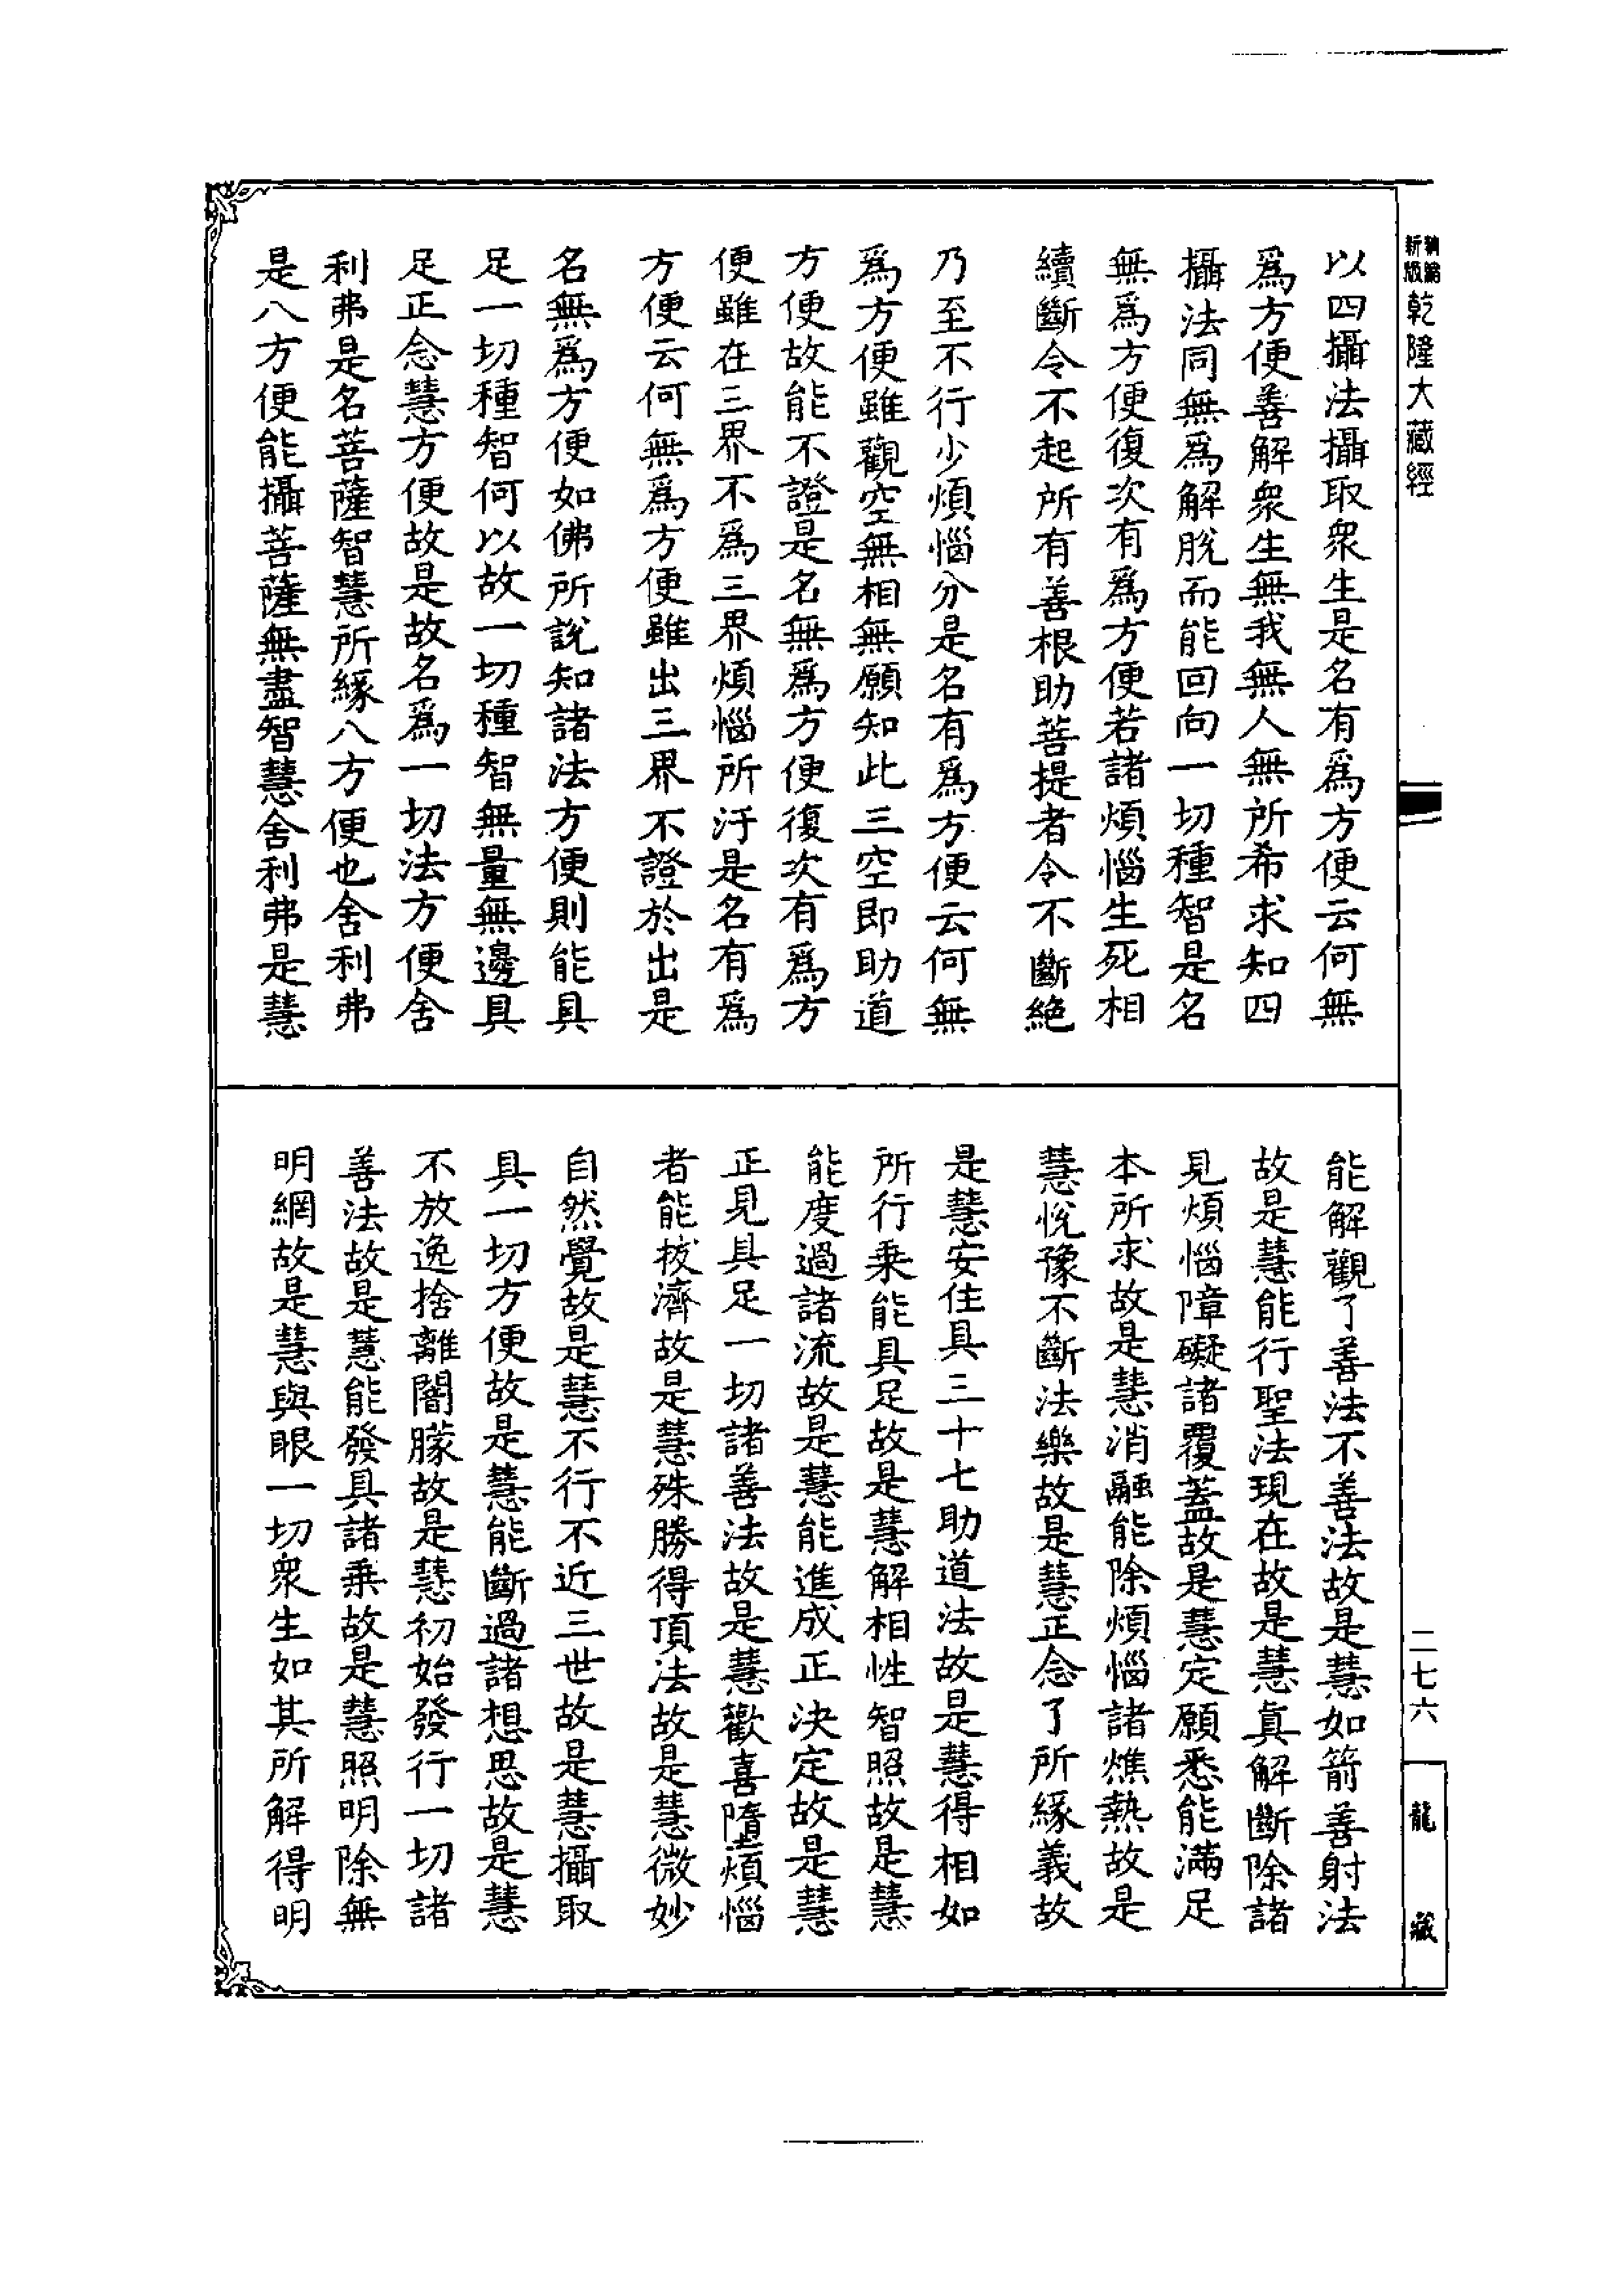 新編縮版乾隆大藏經
以四攝法攝取衆生是名有爲方便云何無
爲方便善解衆生無我無人無所希求知四
攝法同無爲解脫而能回向一切種智是名
無爲方便復次有爲方便若諸煩惱生死相
續斷令不起所有善根助菩提者令不斷絶
乃至不行少煩惱分是名有爲方便云何無
爲方便雖觀空無相無願知此三空即助道
方便故能不證是名無爲方便復次有爲方
便雖在三界不爲三界煩惱所汙是名有爲
方便云何無爲方便雖出三界不證於出是
名無爲方便如佛所說知諸法方便則能具
足一切種智何以故一切種智無量無邊具
足正念慧方便故是故名爲一切法方便舍
利弗是名菩薩智慧所緣八方便也舍利弗
是八方便能攝菩薩無盡智慧舍利弗是慧
能解觀了善法不善法故是慧如箭善射法
故是慧能行聖法現在故是慧真解斷除諸
見煩惱障礙諸覆蓋故是慧定願悉能滿足
本所求故是慧消融能除煩惱諸燋熱故是
慧悅豫不斷法樂故是慧正念了所緣義故
是慧安住具三十七助道法故是慧得相如
所行乗能具足故是慧解相性智照故是慧
能度過諸流故是慧能進成正決定故是慧
正見具足一切諸善法故是慧歡喜隨墮煩惱
者能拔濟故是慧殊勝得頂法故是慧微妙
自然覺故是慧不行不近三世故是慧攝取
具一切方便故是慧能斷過諸想思故是慧
不放逸捨離闇朦故是慧初始發行一切諸
善法故是慧能發具諸乗故是慧照明除無
明網故是慧與眼一切衆生如其所解得明
二七六
龍藏